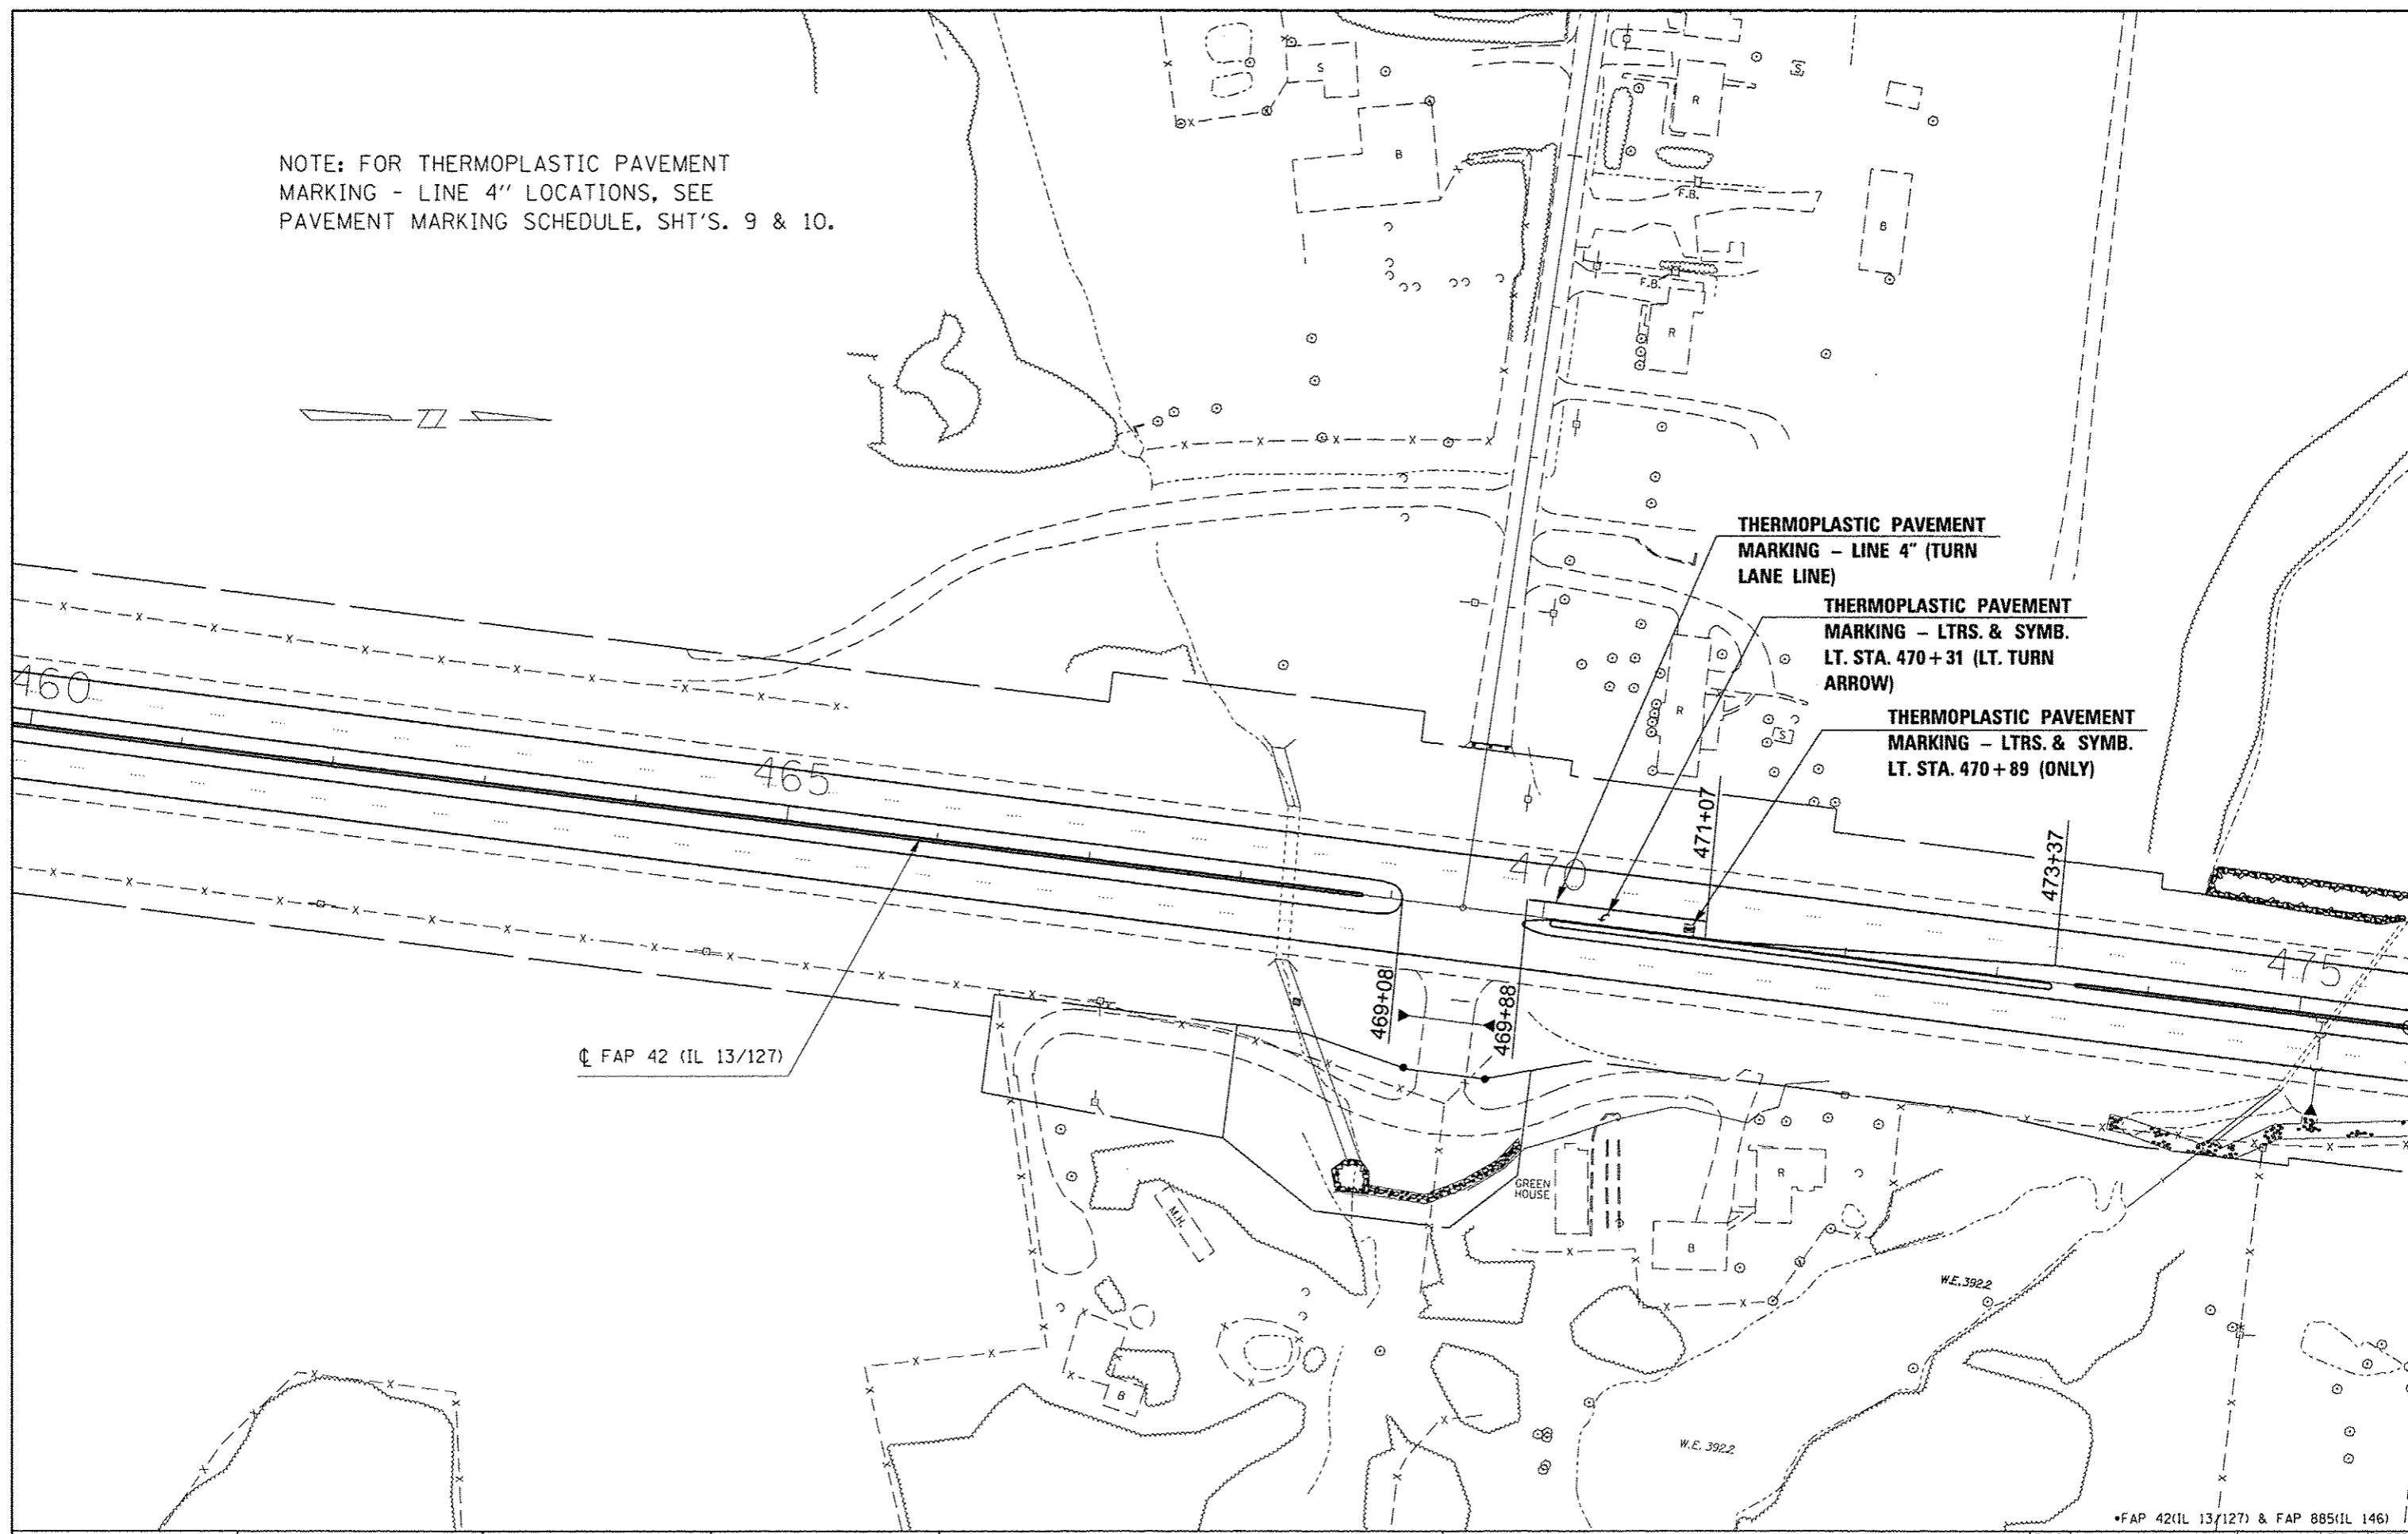 NOTE: FOR THERMOPLASTIC PAVEMENT
MARKING - LINE 4'' LOCATIONS, SEE
PAVEMENT MARKING SCHEDULE, SHT'S. 9 & 10.
S
B
R
S
F.B.
B
F.B.
R
THERMOPLASTIC PAVEMENT
MARKING – LINE 4" (TURN
LANE LINE)
THERMOPLASTIC PAVEMENT
MARKING – LTRS. & SYMB.
LT. STA. 470+31 (LT. TURN
ARROW)
THERMOPLASTIC PAVEMENT
MARKING – LTRS. & SYMB.
LT. STA. 470+89 (ONLY)
R
S
460
465
470
475
471+07
473+37
469+08
469+88
℄ FAP 42 (IL 13/127)
M.H.
GREEN
HOUSE
R
B
B
W.E. 392.2
W.E. 392.2
•FAP 42(IL 13/127) & FAP 885(IL 146)